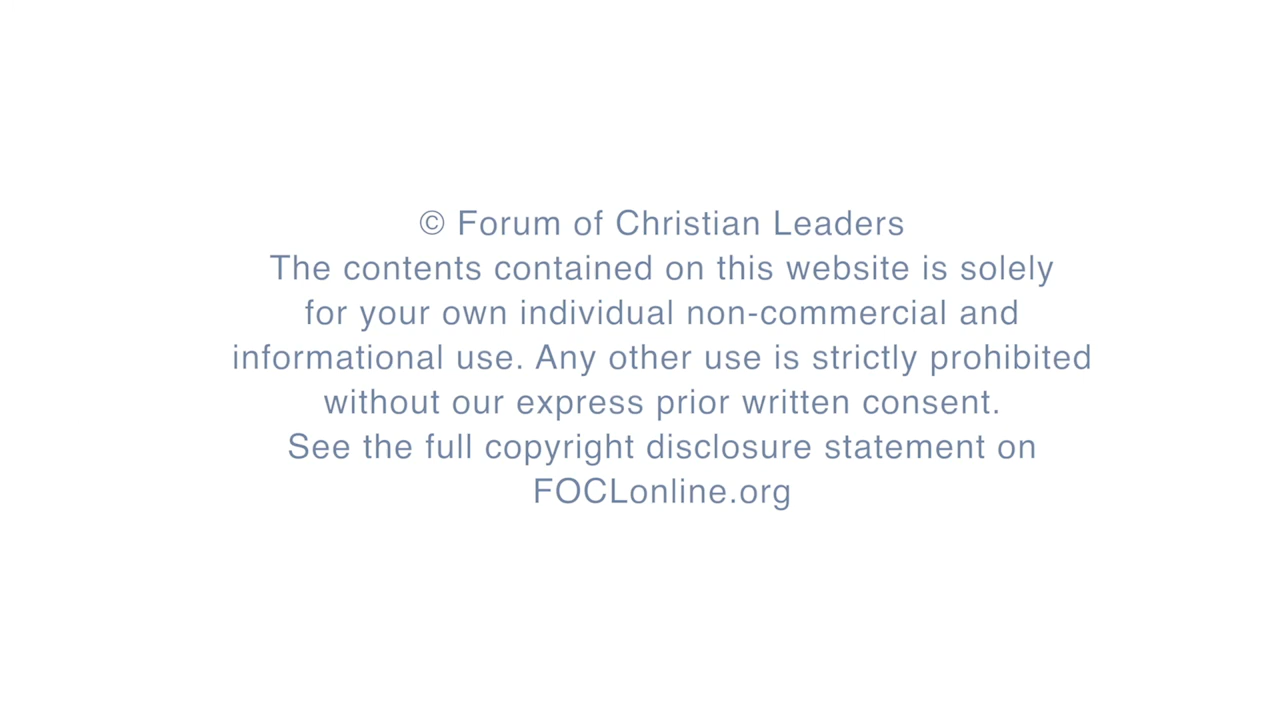 © Forum of Christian Leaders
The contents contained on this website is solely
for your own individual non-commercial and
informational use. Any other use is strictly prohibited
without our express prior written consent.
See the full copyright disclosure statement on
FOCLonline.org